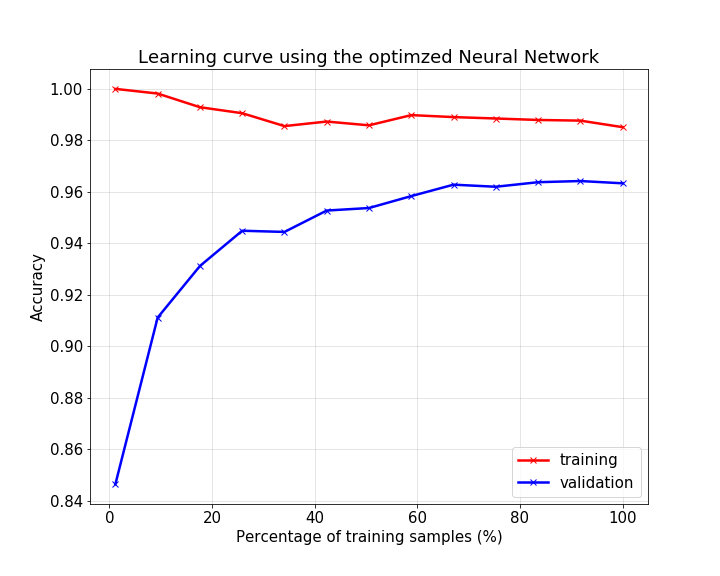 Learning curve using the optimzed Neural Network
1.00
0.98
0.96
0.94
0.92
0.90
0.88
0.86
0.84
Accuracy
0 20 40 60 80 100
Percentage of training samples (%)
training
validation